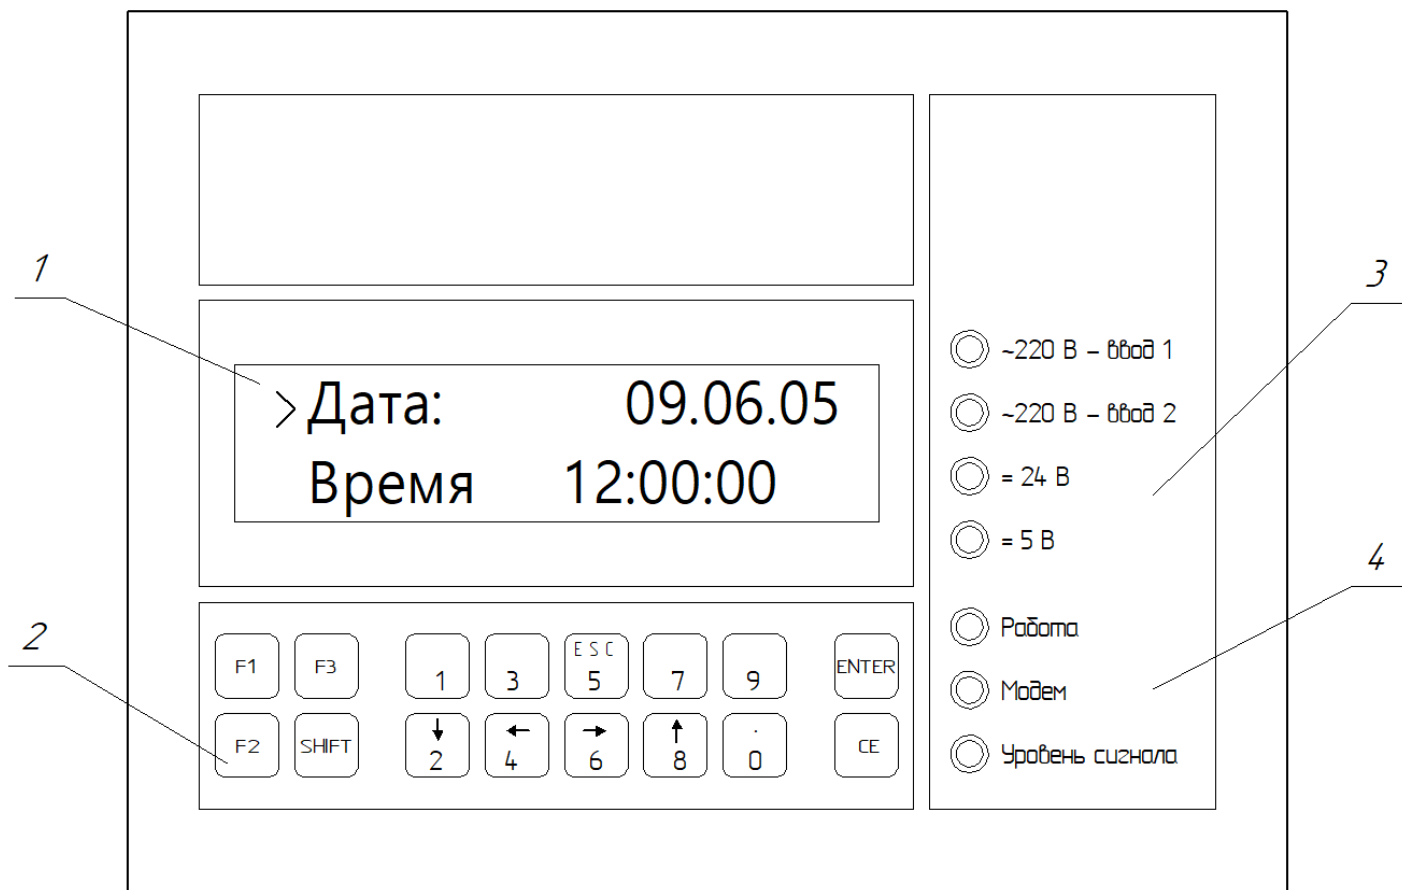 1
> Дата: 09.06.05
Время 12:00:00
2
F1 F3 1 3 ESC 5 7 9 ENTER
F2 SHIFT ↓ 2 ← 4 → 6 ↑ 8 . 0 CE
3
~220 В – ввод 1
~220 В – ввод 2
= 24 В
= 5 В
4
Работа
Модем
Уровень сигнала